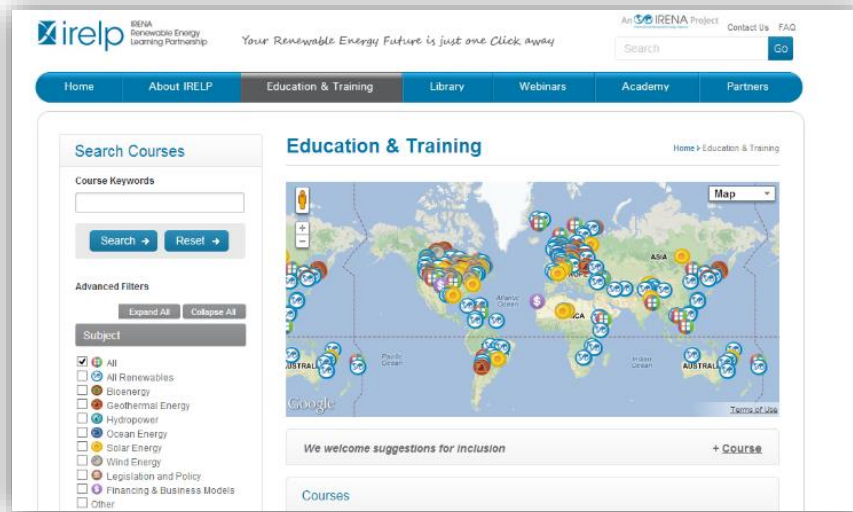 irelp
IRENA
Renewable Energy
Learning Partnership
Your Renewable Energy Future is just one Click away
An IRENA Project
Contact Us FAQ
Search
Go
Home
About IRELP
Education & Training
Library
Webinars
Academy
Partners
Search Courses
Course Keywords
Search
Reset
Advanced Filters
Expand All
Collapse All
Subject
All
All Renewables
Bioenergy
Geothermal Energy
Hydropower
Ocean Energy
Solar Energy
Wind Energy
Legislation and Policy
Financing & Business Models
Other
Education & Training
Home Education & Training
Map
ASIA
Atlantic
Ocean
Pacific
Ocean
Indian
Ocean
Google
Terms of Use
We welcome suggestions for inclusion
+ Course
Courses